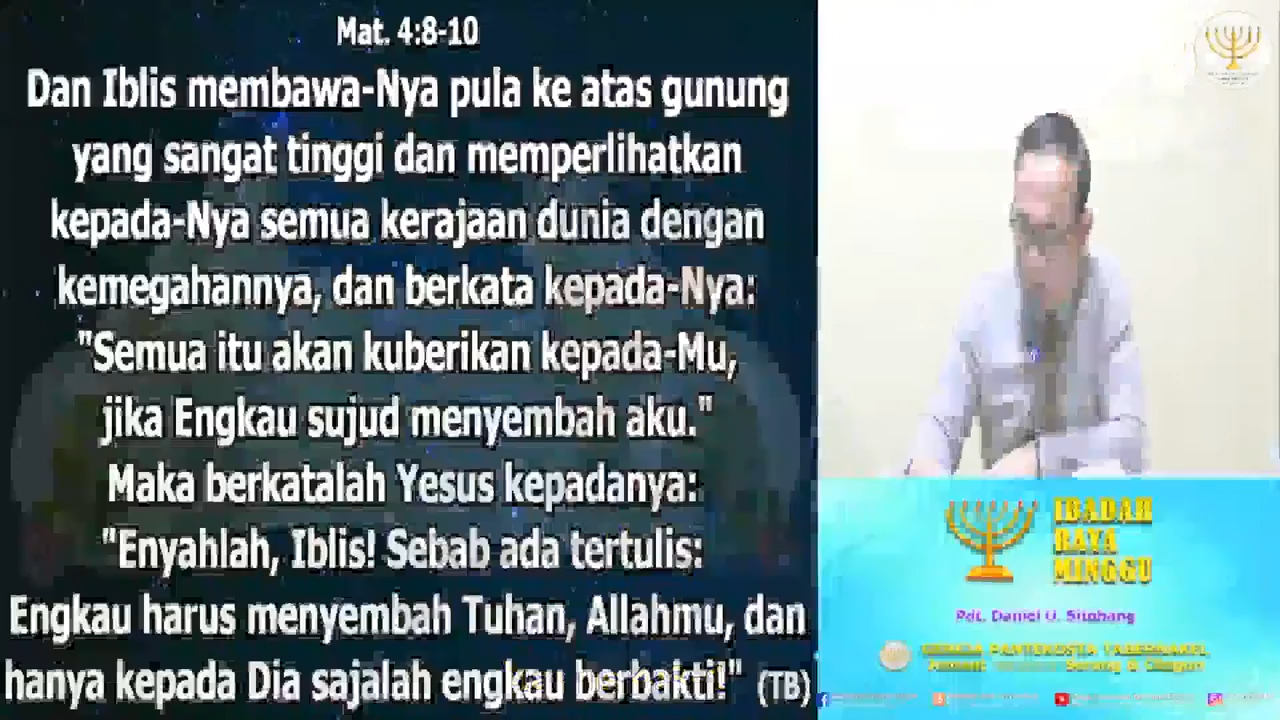 Mat. 4:8-10
Dan Iblis membawa-Nya pula ke atas gunung
yang sangat tinggi dan memperlihatkan
kepada-Nya semua kerajaan dunia dengan
kemegahannya, dan berkata kepada-Nya:
"Semua itu akan kuberikan kepada-Mu,
jika Engkau sujud menyembah aku."
Maka berkatalah Yesus kepadanya:
"Enyahlah, Iblis! Sebab ada tertulis:
Engkau harus menyembah Tuhan, Allahmu, dan
hanya kepada Dia sajalah engkau berbakti!" (TB)
IBADAH
RAYA
MINGGU
Pdt. Daniel U. Sitohang
GEREJA PANTEKOSTA TABERNAKEL
Serang & Cilegon